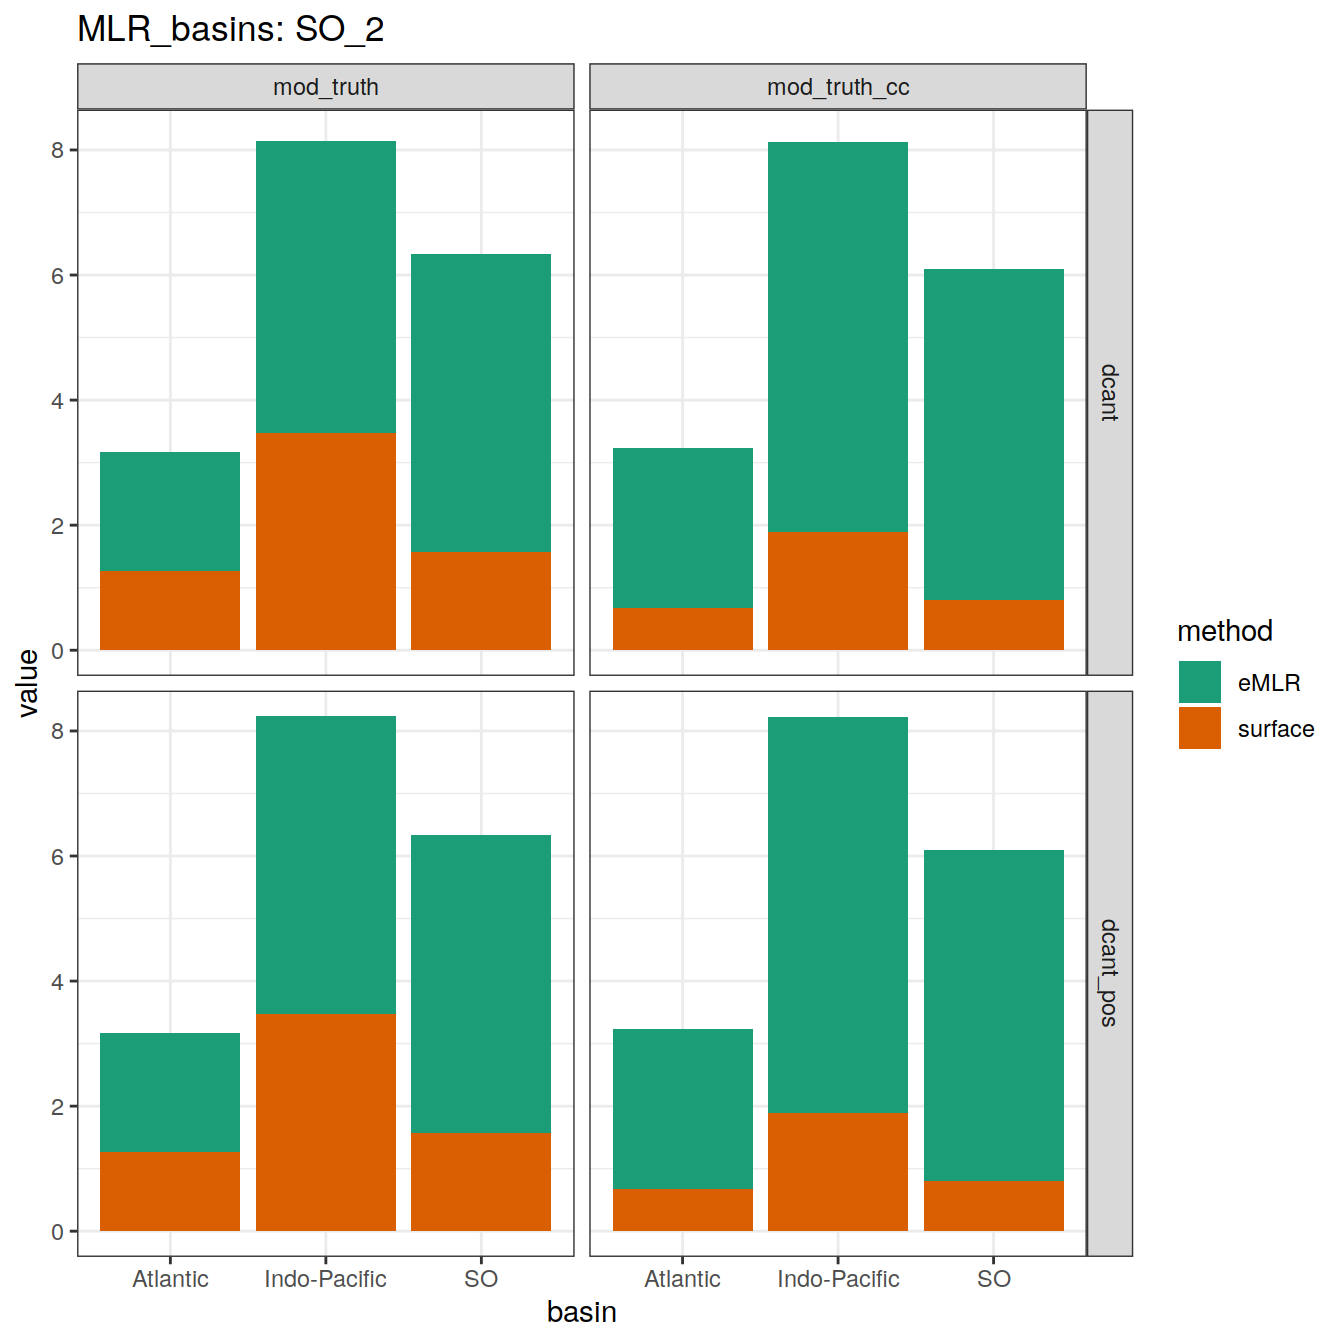 MLR_basins: SO_2
mod_truth
mod_truth_cc
8
6
4
2
0
dcant
value
8
6
4
2
0
dcant_pos
Atlantic
Indo-Pacific
SO
Atlantic
Indo-Pacific
SO
basin
method
eMLR
surface